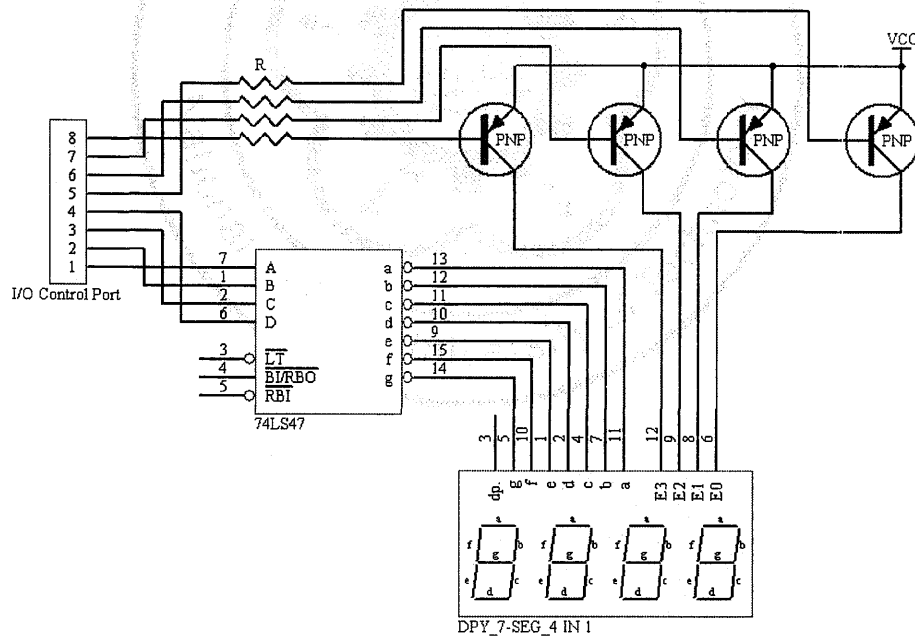 R
VCC
PNP
PNP
PNP
PNP
8
7
6
5
4
3
2
1
I/O Control Port
7
1
2
6
3
4
5
A
B
C
D
LT
BI/RBO
RBI
a
b
c
d
e
f
g
13
12
11
10
9
15
14
74LS47
3
5
10
1
2
4
7
11
12
9
8
6
dp.
g
f
e
d
c
b
a
E3
E2
E1
E0
a
f
b
g
e
c
d
a
f
b
g
e
c
d
a
f
b
g
e
c
d
a
f
b
g
e
c
d
DPY_7-SEG_4 IN 1